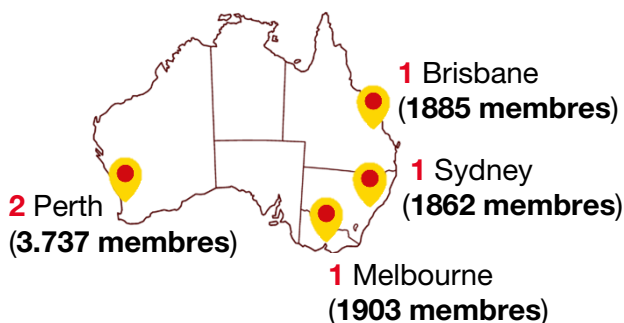 1 Brisbane
(1885 membres)
1 Sydney
(1862 membres)
2 Perth
(3.737 membres)
1 Melbourne
(1903 membres)